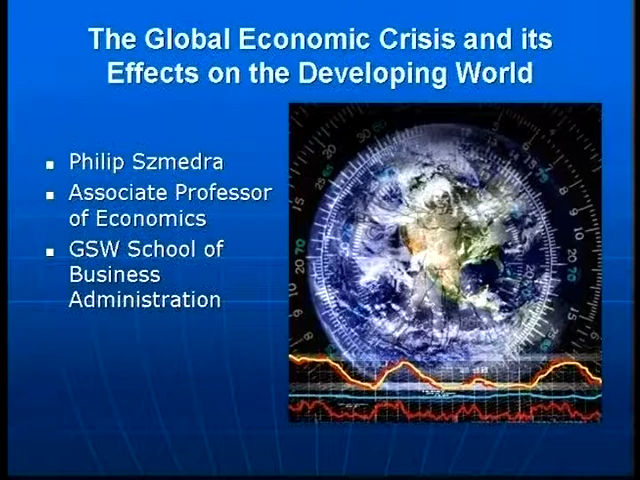 The Global Economic Crisis and its
Effects on the Developing World
Philip Szmedra
Associate Professor
of Economics
GSW School of
Business
Administration